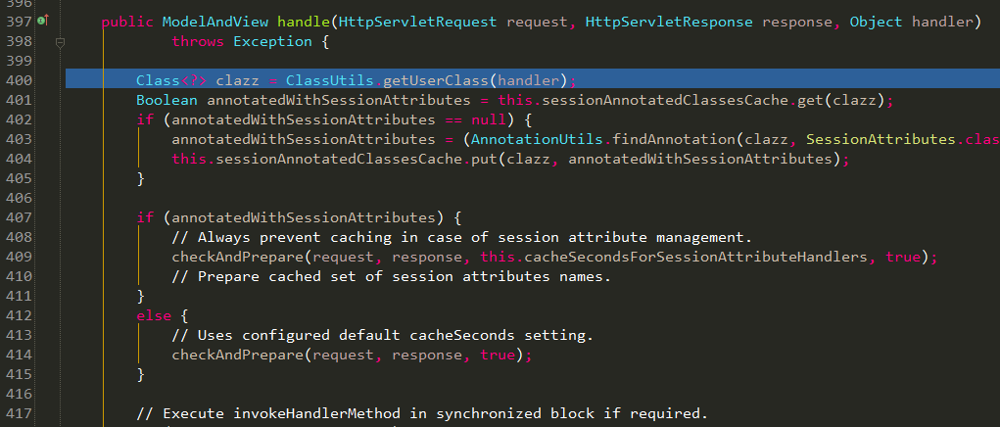 396
397 public ModelAndView handle(HttpServletRequest request, HttpServletResponse response, Object handler)
398 throws Exception {
399
400 Class<?> clazz = ClassUtils.getUserClass(handler);
401 Boolean annotatedWithSessionAttributes = this.sessionAnnotatedClassesCache.get(clazz);
402 if (annotatedWithSessionAttributes == null) {
403 annotatedWithSessionAttributes = (AnnotationUtils.findAnnotation(clazz, SessionAttributes.clas
404 this.sessionAnnotatedClassesCache.put(clazz, annotatedWithSessionAttributes);
405 }
406
407 if (annotatedWithSessionAttributes) {
408 // Always prevent caching in case of session attribute management.
409 checkAndPrepare(request, response, this.cacheSecondsForSessionAttributeHandlers, true);
410 // Prepare cached set of session attributes names.
411 }
412 else {
413 // Uses configured default cacheSeconds setting.
414 checkAndPrepare(request, response, true);
415 }
416
417 // Execute invokeHandlerMethod in synchronized block if required.